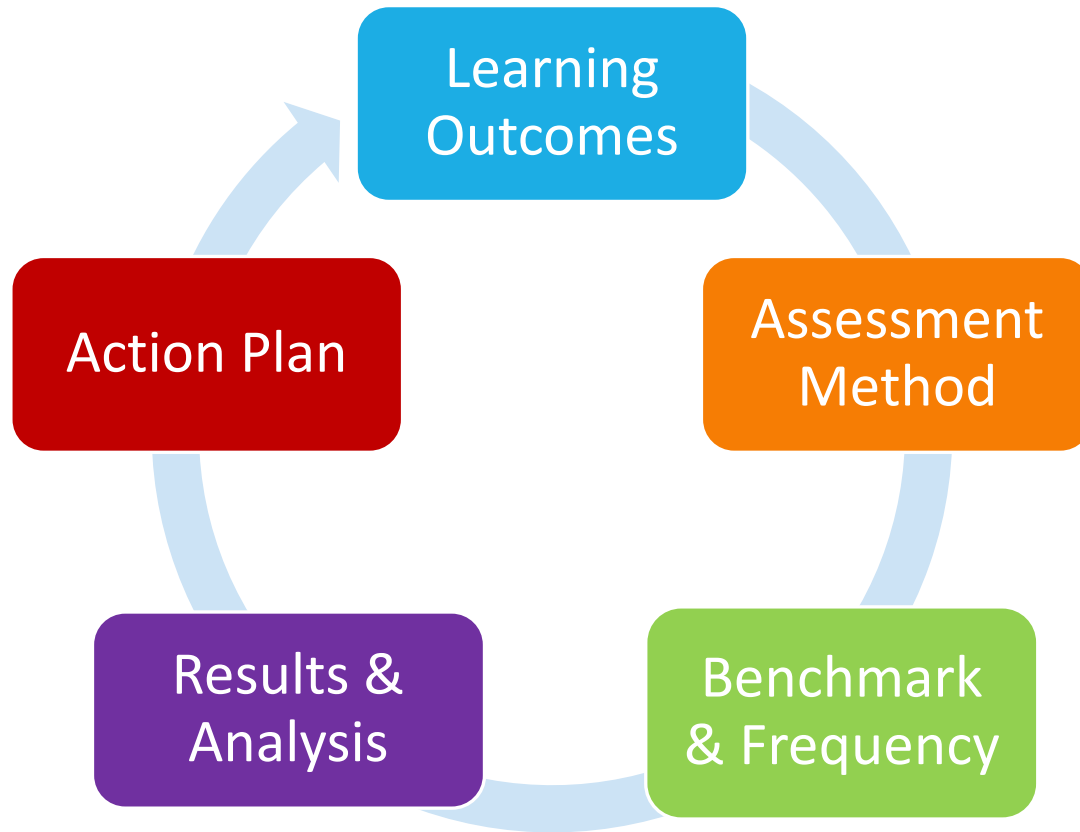 Learning
Outcomes
Assessment
Method
Benchmark
& Frequency
Results &
Analysis
Action Plan